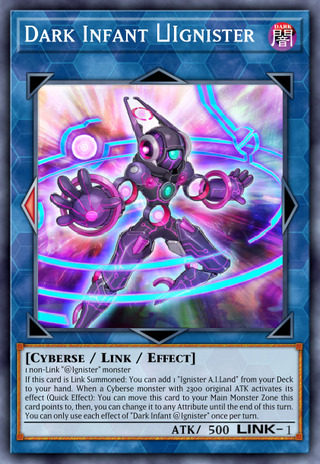 Dark Infant @Ignister
DARK
闇
[Cyberse / Link / Effect]
1 non-Link "@Ignister" monster
If this card is Link Summoned: You can add 1 "Ignister A.I.Land" from your Deck
to your hand. When a Cyberse monster with 2300 original ATK activates its
effect (Quick Effect): You can move this card to your Main Monster Zone this
card points to, then, you can change it to any Attribute until the end of this turn.
You can only use each effect of "Dark Infant @Ignister" once per turn.
ATK/ 500 LINK-1